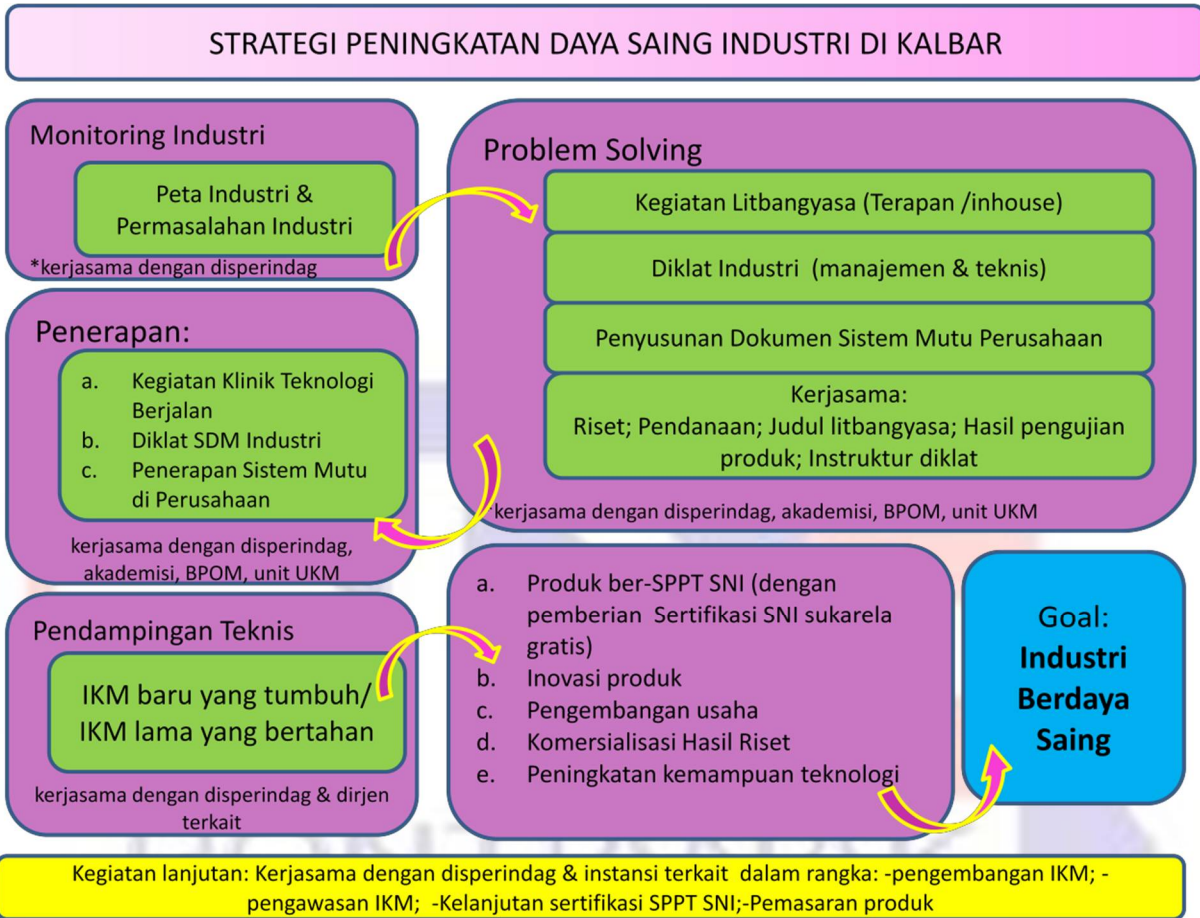 STRATEGI PENINGKATAN DAYA SAING INDUSTRI DI KALBAR
Monitoring Industri
Peta Industri &
Permasalahan Industri
*kerjasama dengan disperindag
Problem Solving
Kegiatan Litbangyasa (Terapan /inhouse)
Diklat Industri (manajemen & teknis)
Penyusunan Dokumen Sistem Mutu Perusahaan
Kerjasama:
Riset; Pendanaan; Judul litbangyasa; Hasil pengujian
produk; Instruktur diklat
*kerjasama dengan disperindag, akademisi, BPOM, unit UKM
Penerapan:
a. Kegiatan Klinik Teknologi
Berjalan
b. Diklat SDM Industri
c. Penerapan Sistem Mutu
di Perusahaan
kerjasama dengan disperindag,
akademisi, BPOM, unit UKM
Pendampingan Teknis
IKM baru yang tumbuh/
IKM lama yang bertahan
kerjasama dengan disperindag & dirjen
terkait
a. Produk ber-SPPT SNI (dengan
pemberian Sertifikasi SNI sukarela
gratis)
b. Inovasi produk
c. Pengembangan usaha
d. Komersialisasi Hasil Riset
e. Peningkatan kemampuan teknologi
Goal:
Industri
Berdaya
Saing
Kegiatan lanjutan: Kerjasama dengan disperindag & instansi terkait dalam rangka: -pengembangan IKM; -
pengawasan IKM; -Kelanjutan sertifikasi SPPT SNI;-Pemasaran produk